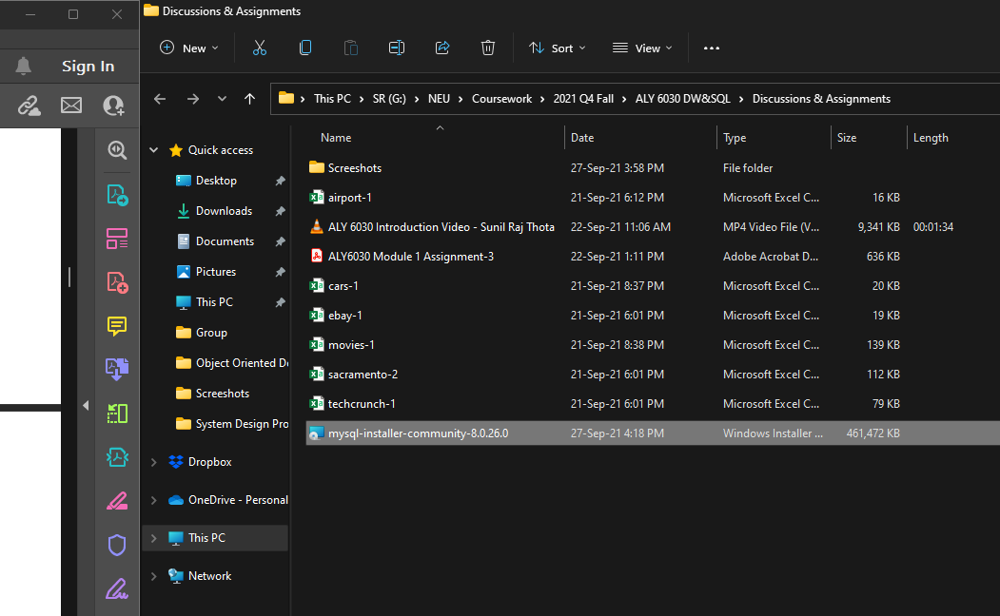 Discussions & Assignments
New Sort View
Sign In
This PC SR (G:) NEU Coursework 2021 Q4 Fall ALY 6030 DW&SQL Discussions & Assignments
Name Date Type Size Length
Quick access
Desktop
Downloads
Documents
Pictures
This PC
Group
Object Oriented De
Screeshots
System Design Pro
Dropbox
OneDrive - Personal
This PC
Network
Screeshots 27-Sep-21 3:58 PM File folder
airport-1 21-Sep-21 6:12 PM Microsoft Excel C... 16 KB
ALY 6030 Introduction Video - Sunil Raj Thota 22-Sep-21 11:06 AM MP4 Video File (V... 9,341 KB 00:01:34
ALY6030 Module 1 Assignment-3 22-Sep-21 1:11 PM Adobe Acrobat D... 636 KB
cars-1 21-Sep-21 8:37 PM Microsoft Excel C... 20 KB
ebay-1 21-Sep-21 6:01 PM Microsoft Excel C... 19 KB
movies-1 21-Sep-21 8:38 PM Microsoft Excel C... 139 KB
sacramento-2 21-Sep-21 6:01 PM Microsoft Excel C... 112 KB
techcrunch-1 21-Sep-21 6:01 PM Microsoft Excel C... 79 KB
mysql-installer-community-8.0.26.0 27-Sep-21 4:18 PM Windows Installer ... 461,472 KB